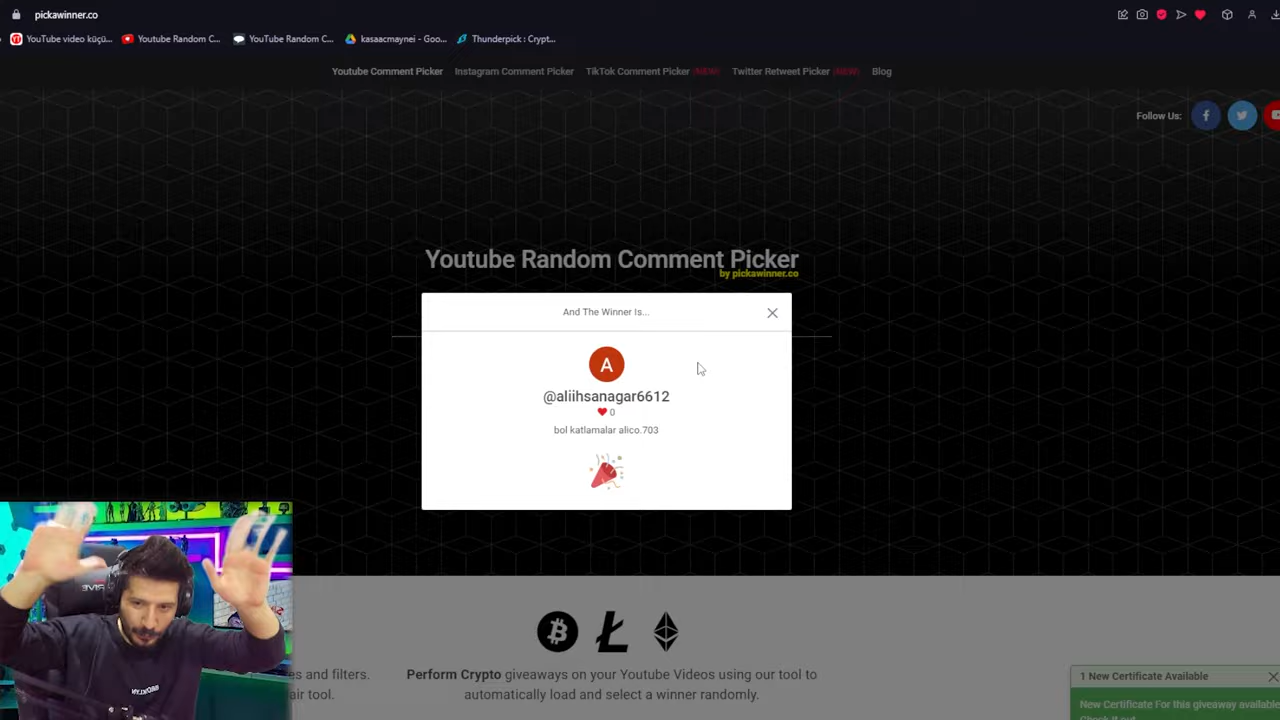 pickawinner.co
YouTube video küçü...
Youtube Random C...
YouTube Random C...
kasaacmaynei - Goo...
Thunderpick : Crypt...
Youtube Comment Picker
Instagram Comment Picker
TikTok Comment Picker (NEW)
Twitter Retweet Picker (NEW)
Blog
Follow Us:
Youtube Random Comment Picker
by pickawinner.co
And The Winner Is...
A
@aliihsanagar6612
0
bol katlamalar alico.703
es and filters.
air tool.
Perform Crypto giveaways on your Youtube Videos using our tool to
automatically load and select a winner randomly.
1 New Certificate Available
New Certificate For this giveaway available
Check it out